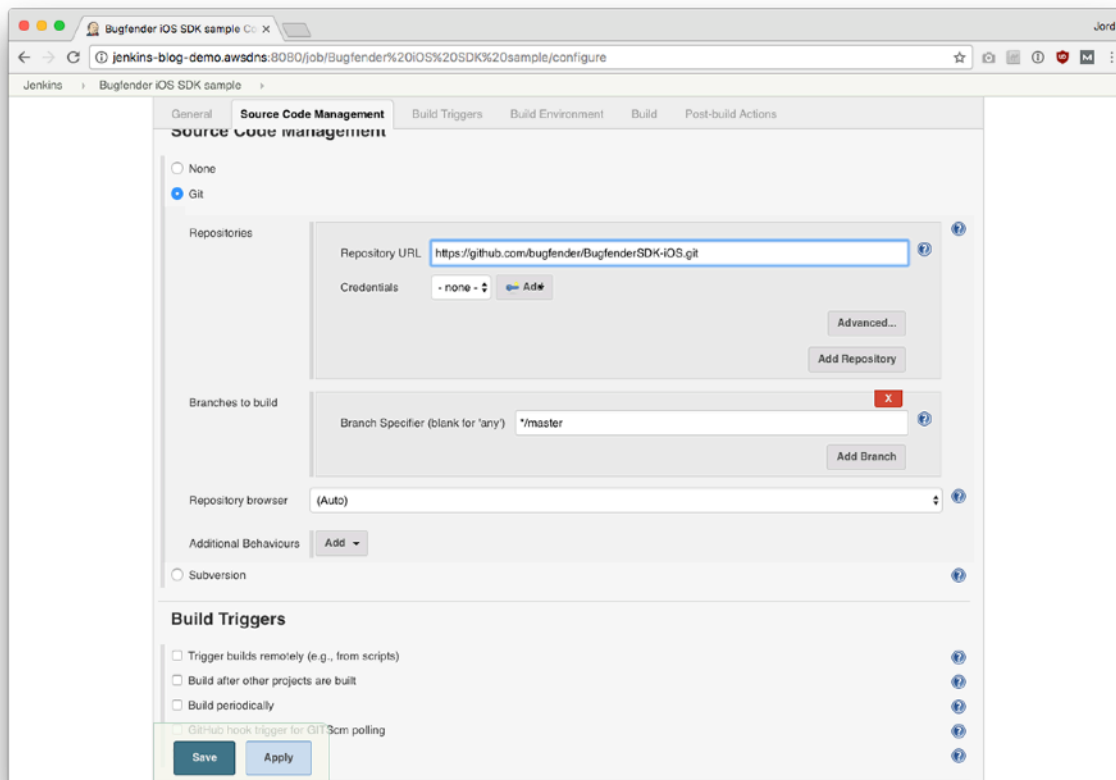 Bugfender iOS SDK sample Co
Jord
jenkins-blog-demo.awsdns:8080/job/Bugfender%20iOS%20SDK%20sample/configure
Jenkins
Bugfender iOS SDK sample
General
Source Code Management
Build Triggers
Build Environment
Build
Post-build Actions
Source Code Management
None
Git
Repositories
Repository URL
https://github.com/bugfender/BugfenderSDK-iOS.git
Credentials
- none -
Add
Advanced...
Add Repository
Branches to build
X
Branch Specifier (blank for 'any')
*/master
Add Branch
Repository browser
(Auto)
Additional Behaviours
Add
Subversion
Build Triggers
Trigger builds remotely (e.g., from scripts)
Build after other projects are built
Build periodically
GitHub hook trigger for GITScm polling
Save
Apply